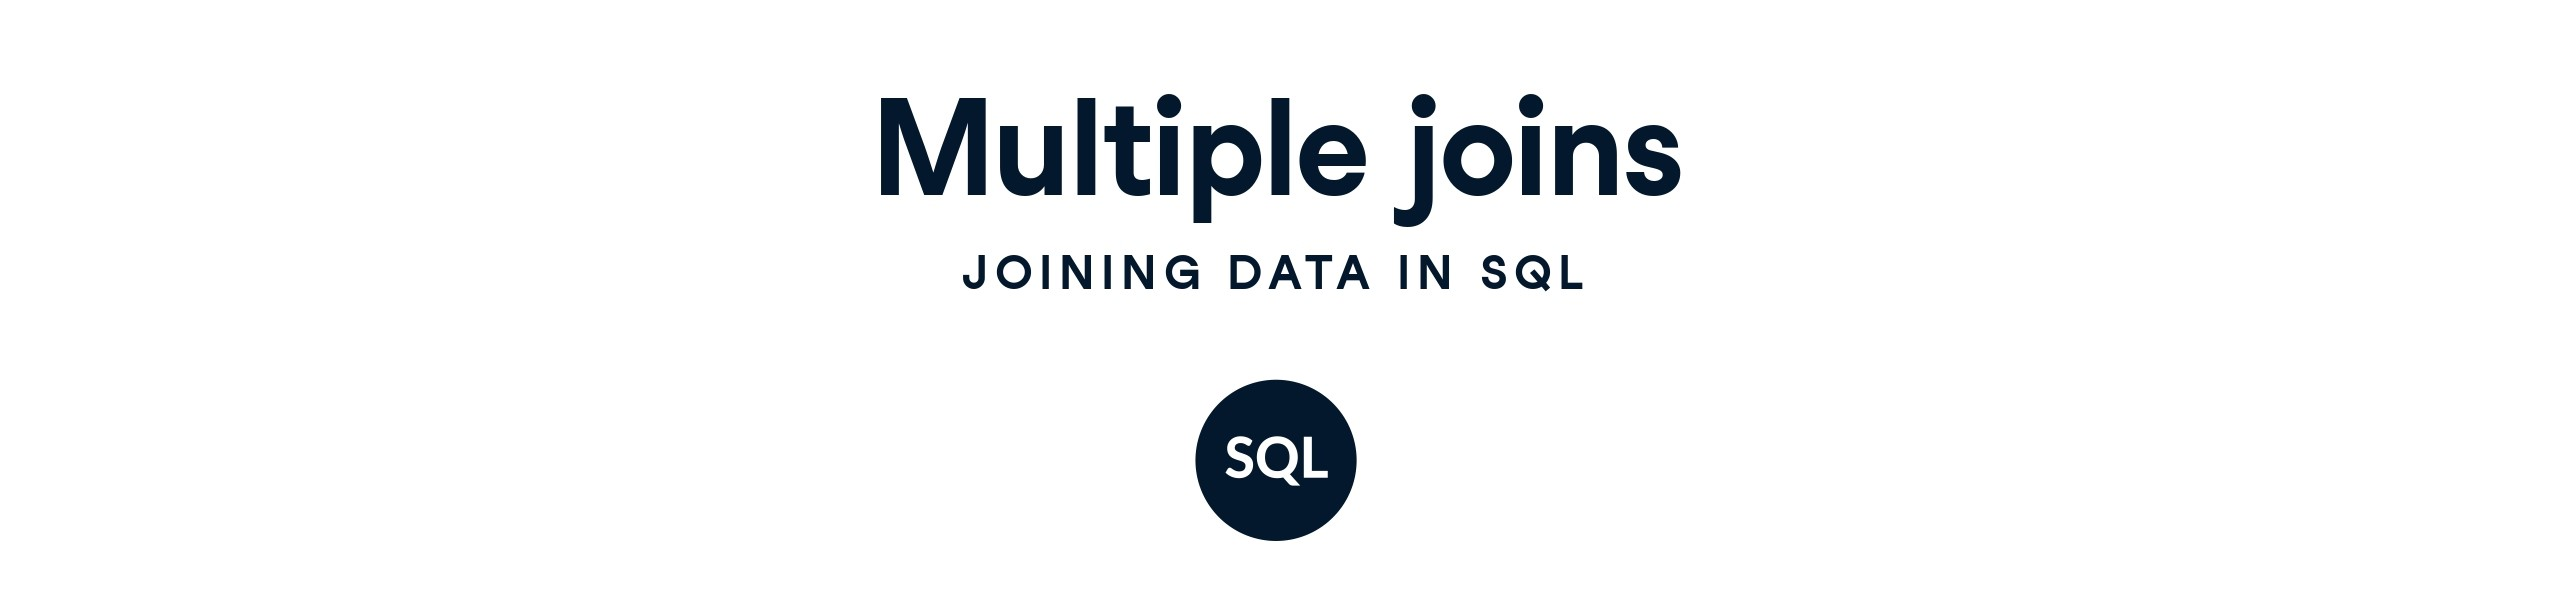 Multiple joins
JOINING DATA IN SQL
SQL